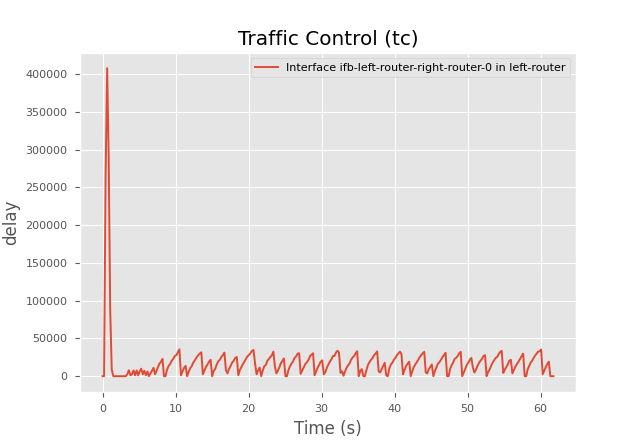 Traffic Control (tc)
Interface ifb-left-router-right-router-0 in left-router
400000
350000
300000
250000
200000
150000
100000
50000
0
delay
0 10 20 30 40 50 60
Time (s)